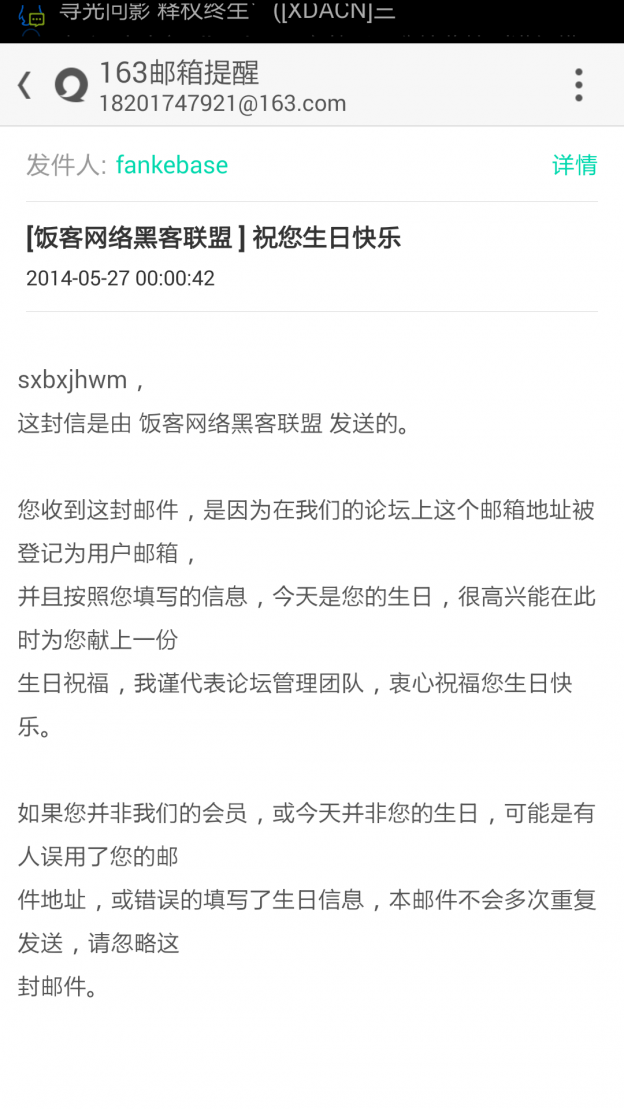 寻光问影 释权终生 ([XDACN]三
163邮箱提醒
18201747921@163.com
发件人: fankebase
详情
[饭客网络黑客联盟 ] 祝您生日快乐
2014-05-27 00:00:42
sxbxjhwm，
这封信是由 饭客网络黑客联盟 发送的。
您收到这封邮件，是因为在我们的论坛上这个邮箱地址被
登记为用户邮箱，
并且按照您填写的信息，今天是您的生日，很高兴能在此
时为您献上一份
生日祝福，我谨代表论坛管理团队，衷心祝福您生日快
乐。
如果您并非我们的会员，或今天并非您的生日，可能是有
人误用了您的邮
件地址，或错误的填写了生日信息，本邮件不会多次重复
发送，请忽略这
封邮件。